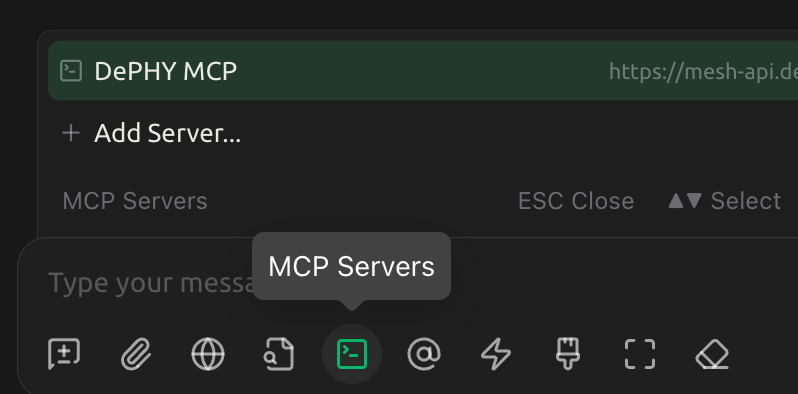 DePHY MCP https://mesh-api.de
Add Server...
MCP Servers ESC Close ▲▼ Select
MCP Servers
Type your messa